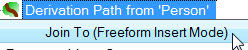 Derivation Path from 'Person'
Join To (Freeform Insert Mode)